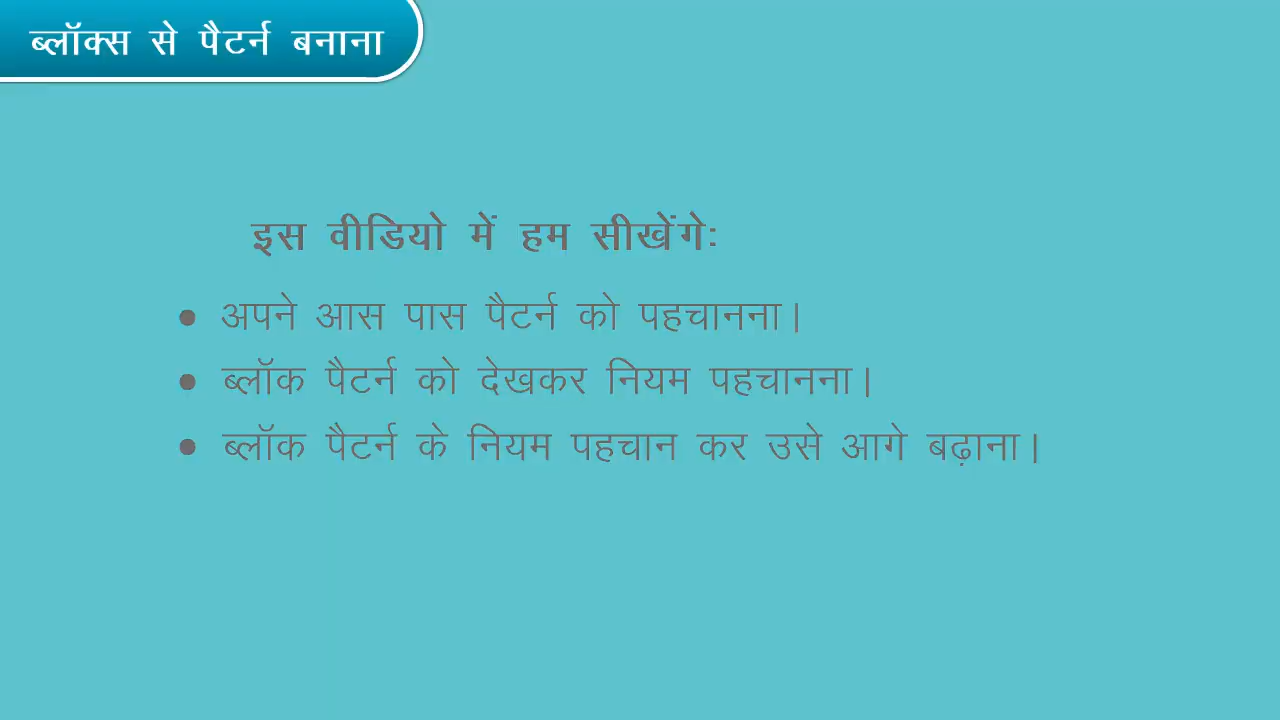 ब्लॉक्स से पैटर्न बनाना
इस वीडियो में हम सीखेंगे:
• अपने आस पास पैटर्न को पहचानना।
• ब्लॉक पैटर्न को देखकर नियम पहचानना।
• ब्लॉक पैटर्न के नियम पहचान कर उसे आगे बढ़ाना।